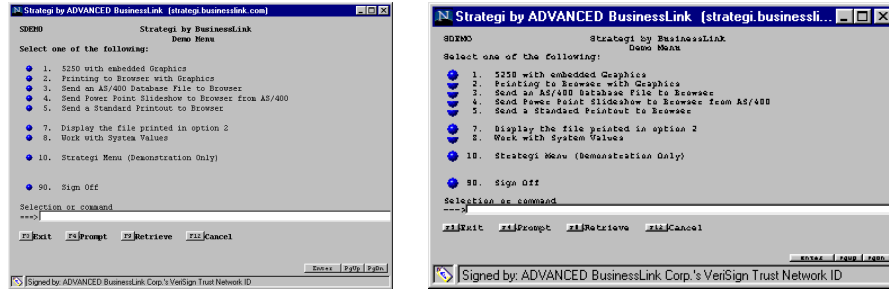 Strategi by ADVANCED BusinessLink (strategi.businesslink.com)
SDEMO Strategi by BusinessLink
Demo Menu
Select one of the following:
1. 5250 with embedded Graphics
2. Printing to Browser with Graphics
3. Send an AS/400 Database File to Browser
4. Send Power Point Slideshow to Browser from AS/400
5. Send a Standard Printout to Browser
7. Display the file printed in option 2
8. Work with System Values
10. Strategi Menu (Demonstration Only)
90. Sign Off
Selection or command
===>
F3 Exit F4 Prompt F9 Retrieve F12 Cancel
Enter PgUp PgDn
Signed by: ADVANCED BusinessLink Corp.'s VeriSign Trust Network ID
Strategi by ADVANCED BusinessLink (strategi.businessli...
SDEMO Strategi by BusinessLink
Demo Menu
Select one of the following:
1. 5250 with embedded Graphics
2. Printing to Browser with Graphics
3. Send an AS/400 Database File to Browser
4. Send Power Point Slideshow to Browser from AS/400
5. Send a Standard Printout to Browser
7. Display the file printed in option 2
8. Work with System Values
10. Strategi Menu (Demonstration Only)
90. Sign Off
Selection or command
===>
F3 Exit F4 Prompt F9 Retrieve F12 Cancel
Enter PgUp PgDn
Signed by: ADVANCED BusinessLink Corp.'s VeriSign Trust Network ID